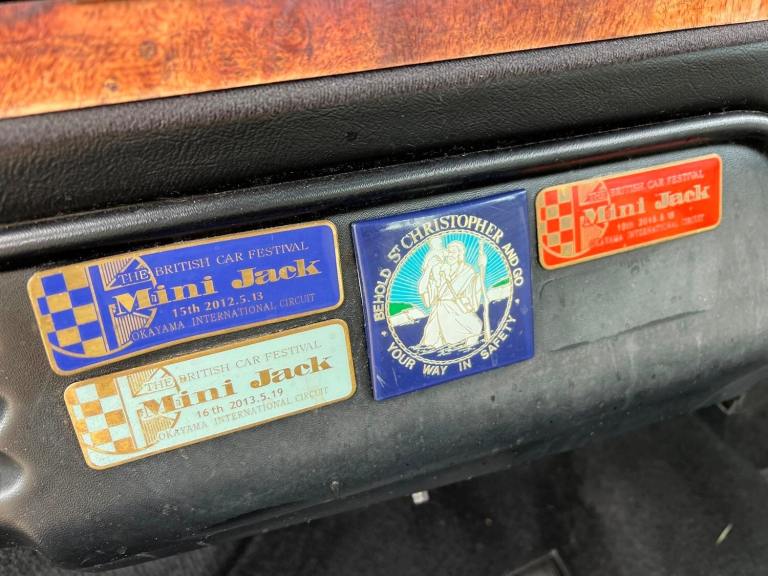 THE BRITISH CAR FESTIVAL
Mini Jack
15th 2012.5.13
OKAYAMA INTERNATIONAL CIRCUIT
THE BRITISH CAR FESTIVAL
Mini Jack
16th 2013.5.19
OKAYAMA INTERNATIONAL CIRCUIT
BEHOLD ST CHRISTOPHER AND GO
YOUR WAY IN SAFETY
THE BRITISH CAR FESTIVAL
Mini Jack
OKAYAMA INTERNATIONAL CIRCUIT